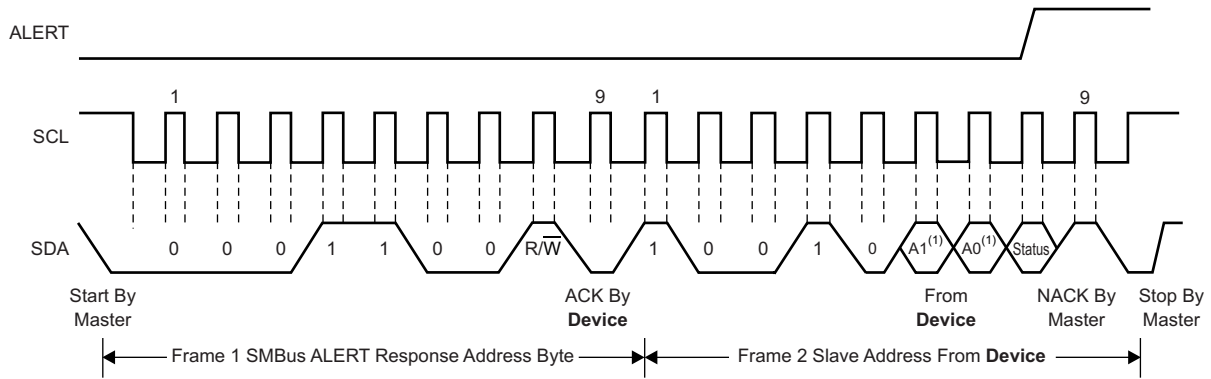 ALERT
1 9 1 9
SCL
SDA 0 0 0 1 1 0 0 R/W̅ 1 0 0 1 0 A1(1) A0(1) Status
Start By
Master
ACK By
Device
From
Device
NACK By
Master
Stop By
Master
Frame 1 SMBus ALERT Response Address Byte
Frame 2 Slave Address From Device